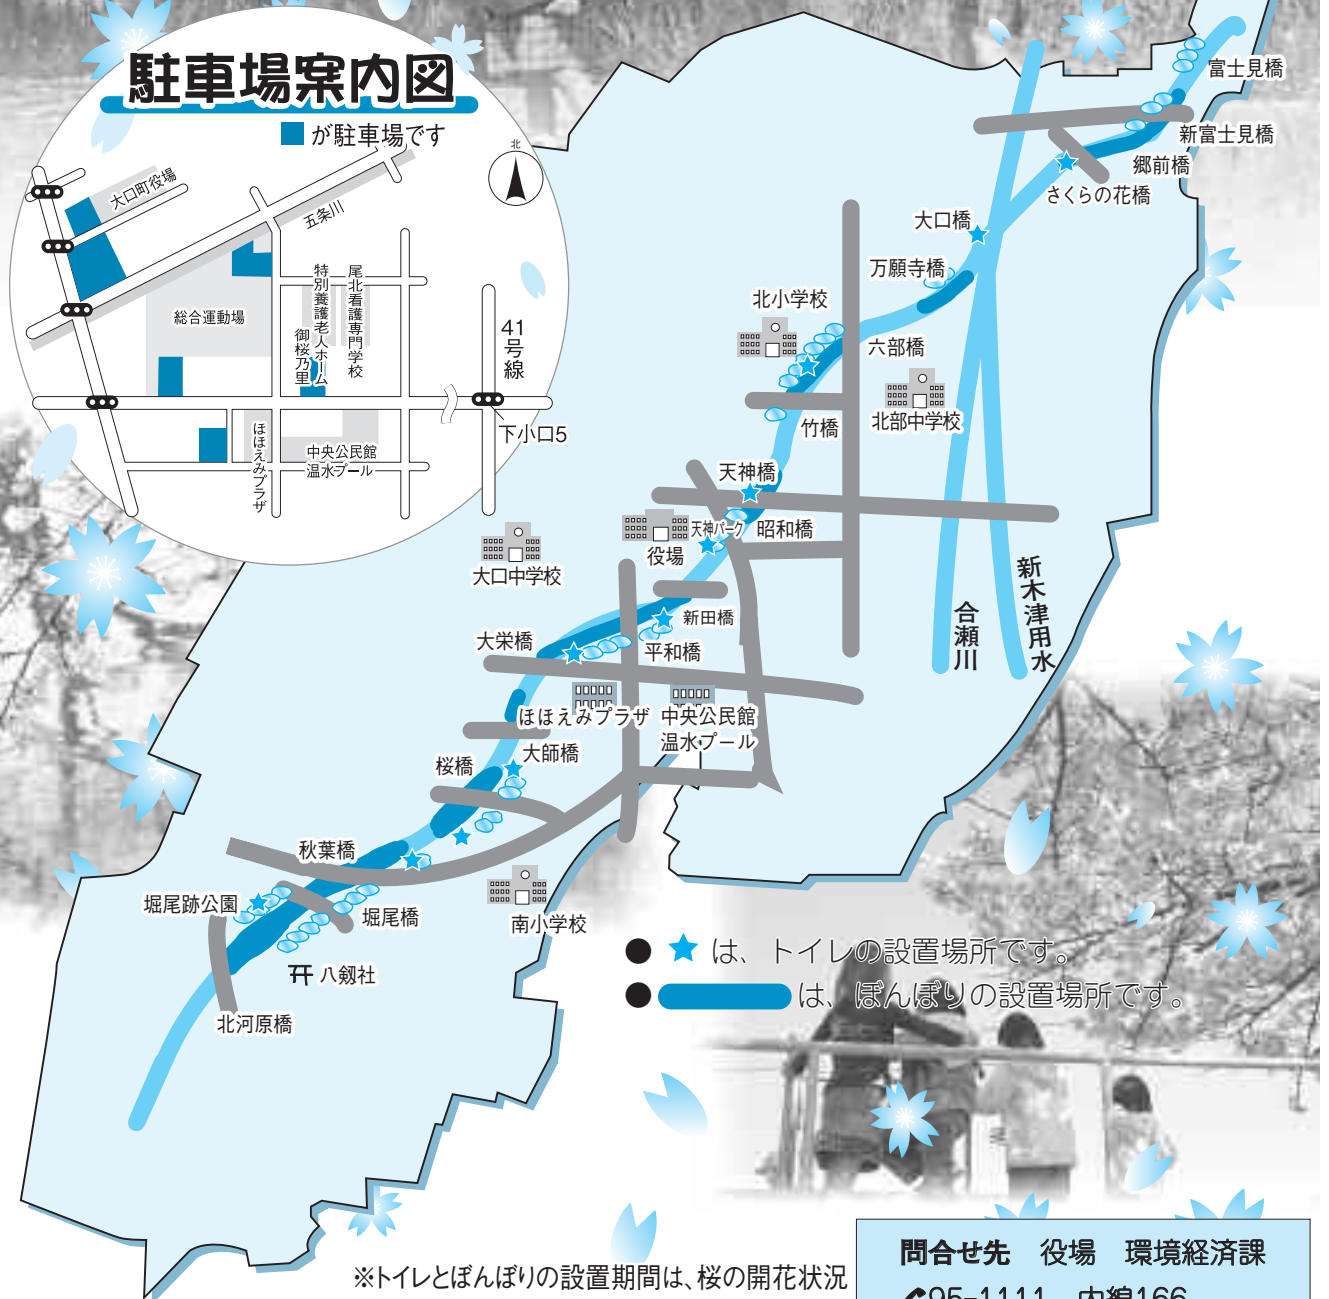 駐車場案内図
■が駐車場です
北
大口町役場
五条川
総合運動場
特別養護老人ホーム
御桜乃里
尾北看護専門学校
41号線
下小口5
ほほえみプラザ
中央公民館
温水プール
富士見橋
新富士見橋
郷前橋
さくらの花橋
大口橋
万願寺橋
北小学校
六部橋
竹橋
北部中学校
天神橋
天神パーク
昭和橋
役場
大口中学校
新田橋
大栄橋
平和橋
合瀬川
新木津用水
ほほえみプラザ
中央公民館
温水プール
大師橋
桜橋
秋葉橋
堀尾跡公園
堀尾橋
南小学校
八剱社
北河原橋
●★は、トイレの設置場所です。
●は、ぼんぼりの設置場所です。
※トイレとぼんぼりの設置期間は、桜の開花状況
問合せ先 役場 環境経済課
95-1111 内線166